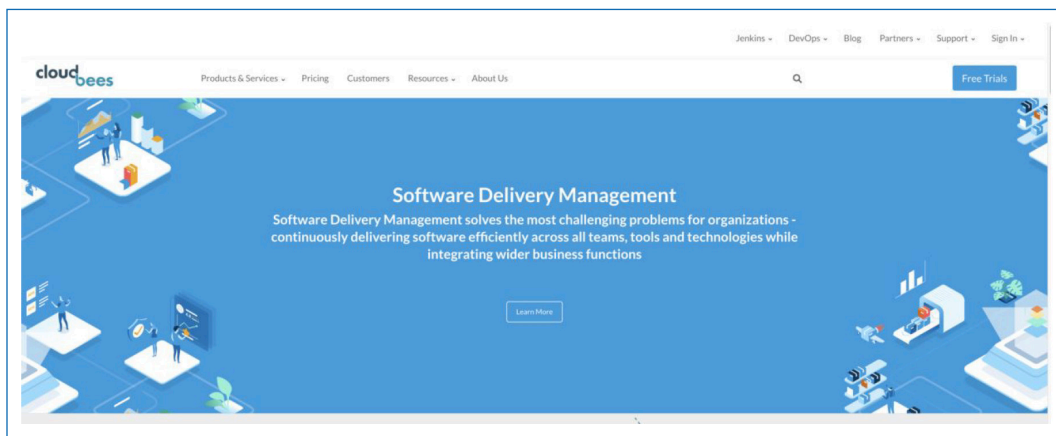 Jenkins DevOps Blog Partners Support Sign In
cloudbees
Products & Services Pricing Customers Resources About Us
Free Trials
Software Delivery Management
Software Delivery Management solves the most challenging problems for organizations -
continuously delivering software efficiently across all teams, tools and technologies while
integrating wider business functions
Learn More